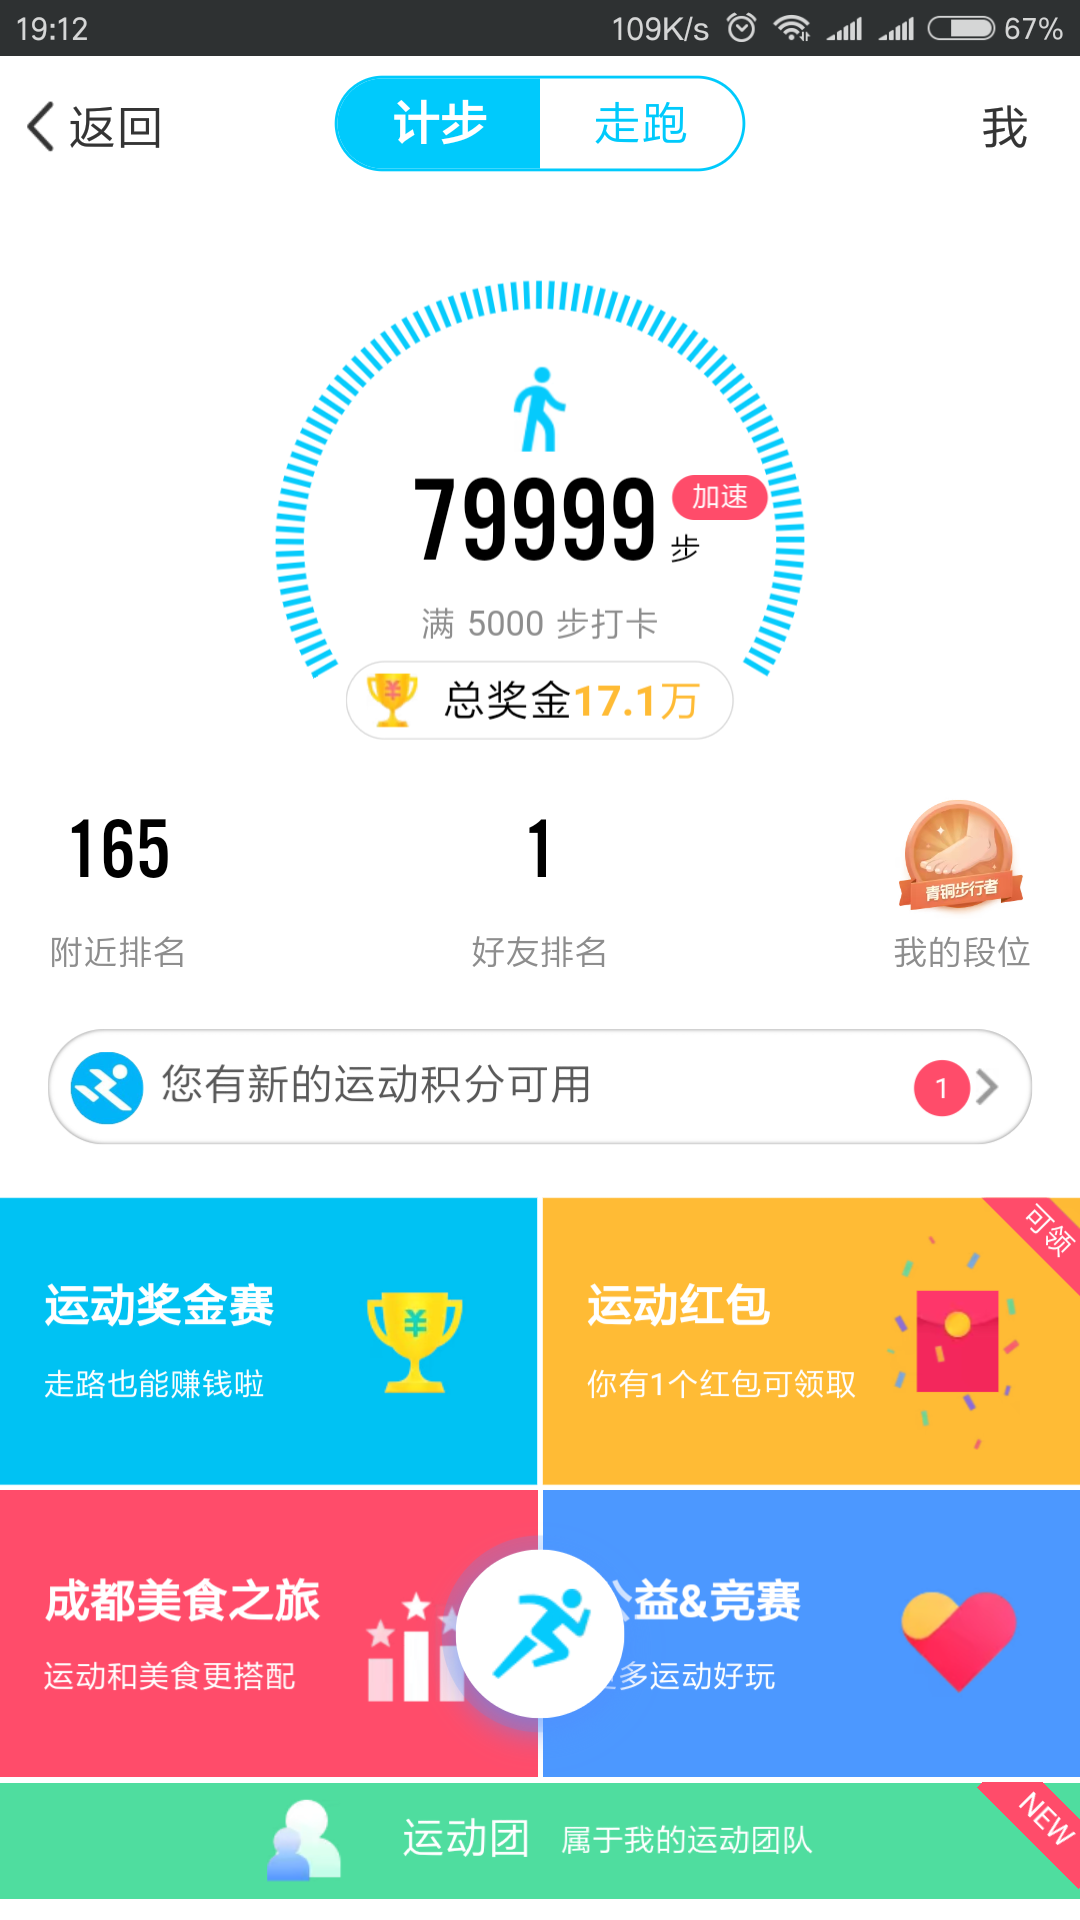 19:12 109K/s 67%
返回 计步 走跑 我
79999 步 加速
满 5000 步打卡
总奖金17.1万
165 1 青铜步行者
附近排名 好友排名 我的段位
您有新的运动积分可用 1
运动奖金赛
走路也能赚钱啦
运动红包
你有1个红包可领取
可领
成都美食之旅
运动和美食更搭配
益&竞赛
多运动好玩
运动团 属于我的运动团队
NEW